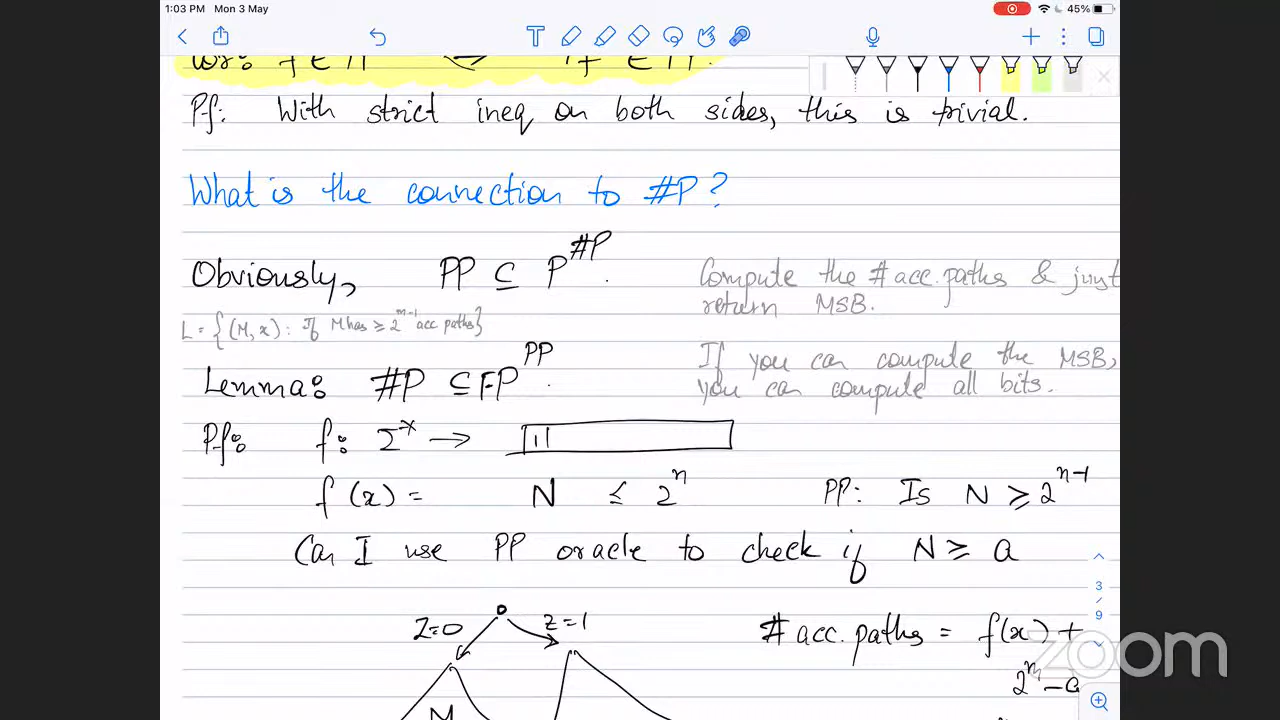 1:03 PM Mon 3 May
45%
Pf: With strict ineq on both sides, this is trivial.
What is the connection to #P?
Obviously, PP ⊆ P^#P.
Compute the # acc. paths & just
return MSB.
L = {(M, x) : If M has ≥ 2^{m-1} acc paths}
Lemma: #P ⊆ FP^PP.
If you can compute the MSB,
you can compute all bits.
Pf: f: Σ* →
f(x) = N ≤ 2^n PP: Is N ≥ 2^{n-1}
Can I use PP oracle to check if N ≥ a
Z=0 z=1
# acc. paths = f(x) +
2^m - a
M
3
9
zoom